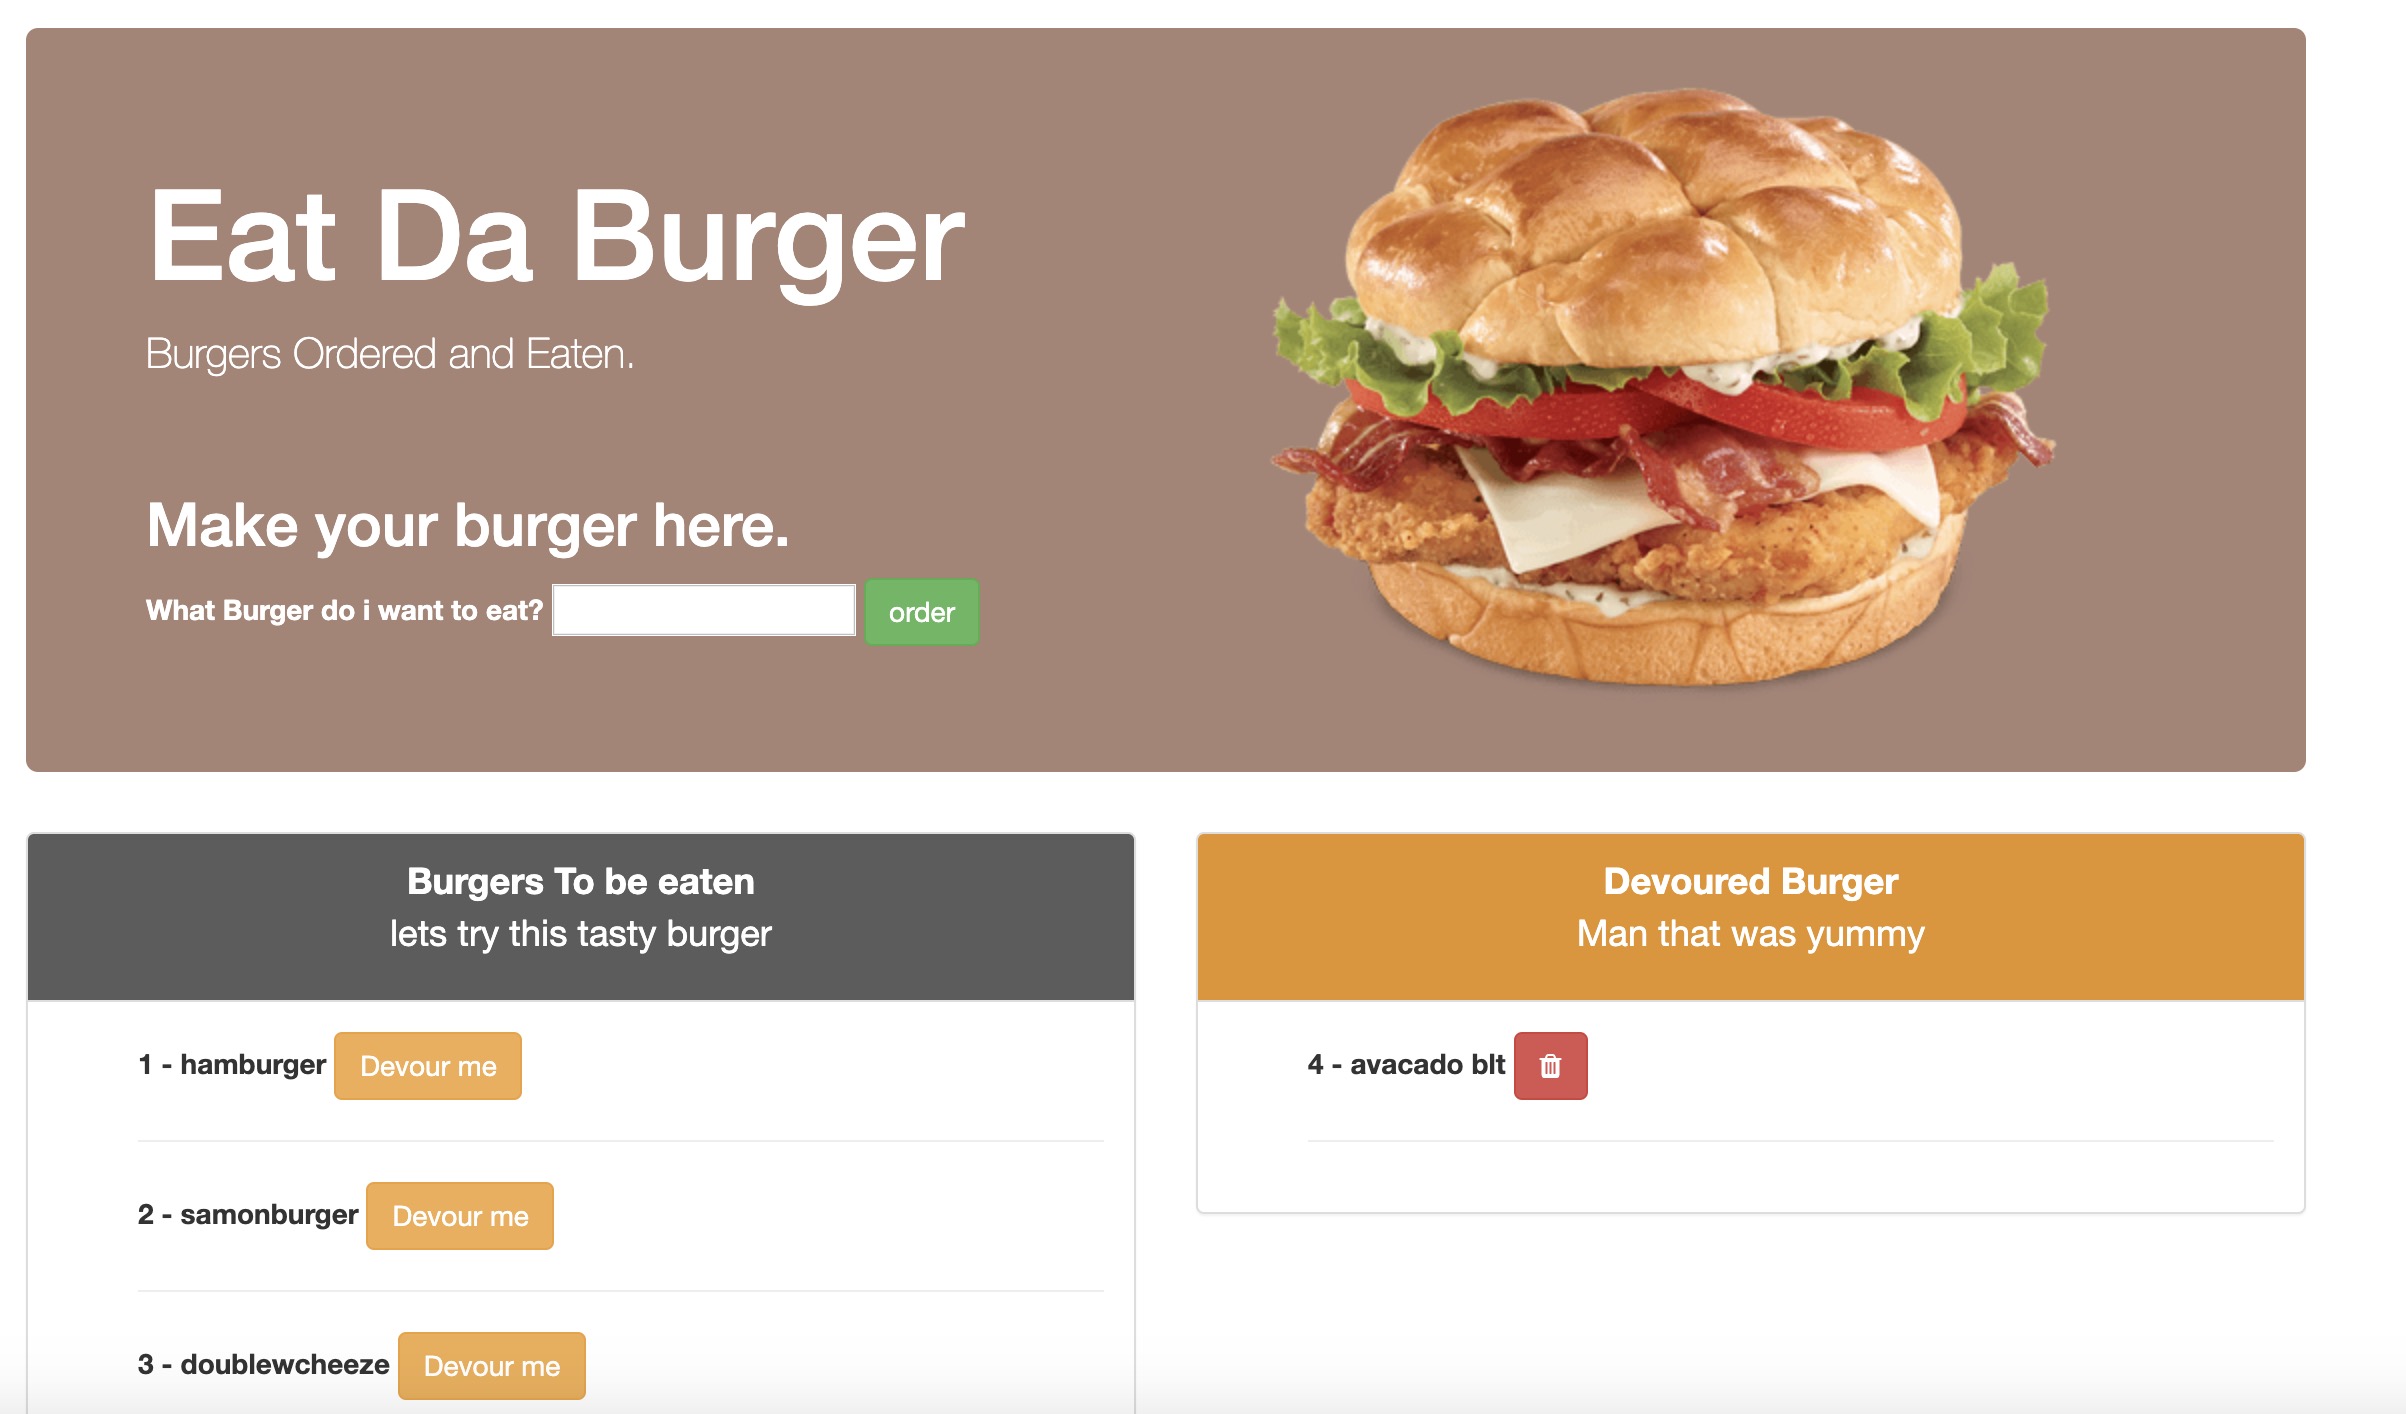 Eat Da Burger
Burgers Ordered and Eaten.
Make your burger here.
What Burger do i want to eat? order
Burgers To be eaten
lets try this tasty burger
1 - hamburger Devour me
2 - samonburger Devour me
3 - doublewcheeze Devour me
Devoured Burger
Man that was yummy
4 - avacado blt